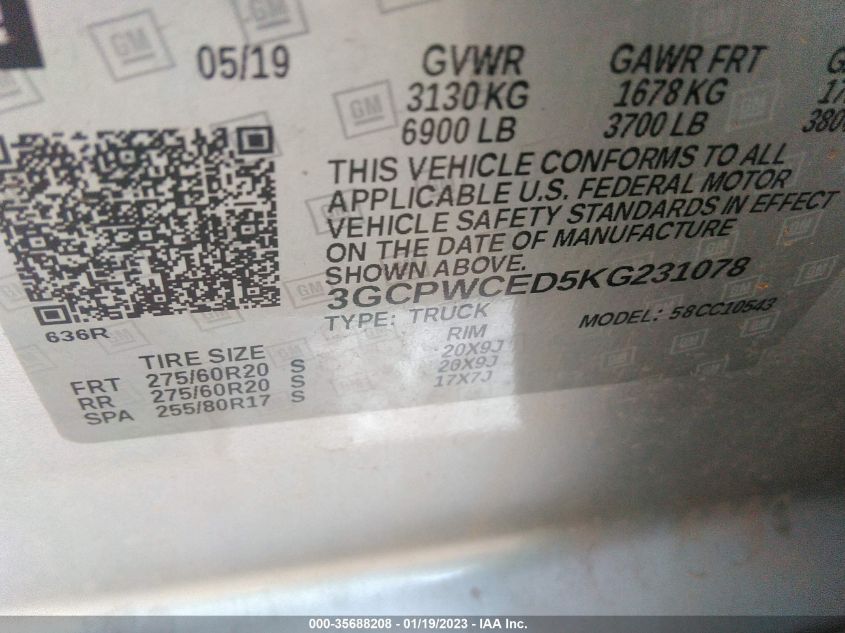 05/19 GVWR GAWR FRT
3130 KG 1678 KG
6900 LB 3700 LB
THIS VEHICLE CONFORMS TO ALL
APPLICABLE U.S. FEDERAL MOTOR
VEHICLE SAFETY STANDARDS IN EFFECT
ON THE DATE OF MANUFACTURE
SHOWN ABOVE.
3GCPWCED5KG231078
TYPE: TRUCK MODEL: 58CC10543
636R
TIRE SIZE RIM
FRT 275/60R20 S 20X9J
RR 275/60R20 S 20X9J
SPA 255/80R17 S 17X7J
GM
000-35688208 - 01/19/2023 - IAA Inc.